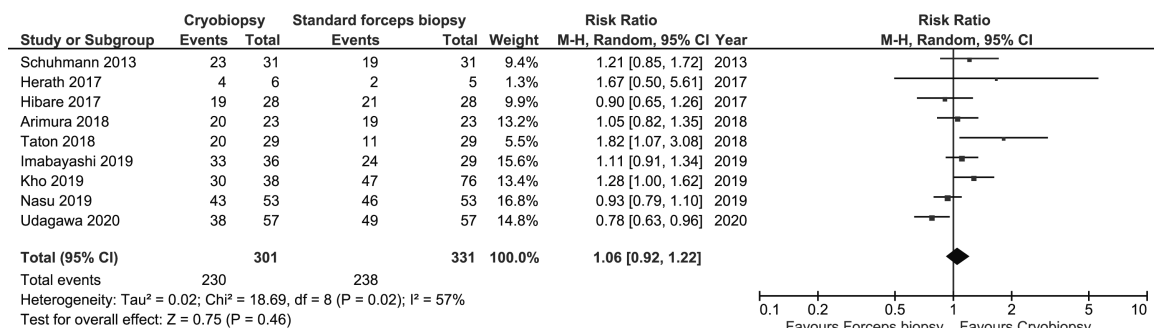 Cryobiopsy Standard forceps biopsy Risk Ratio Risk Ratio
Study or Subgroup Events Total Events Total Weight M-H, Random, 95% CI Year M-H, Random, 95% CI
Schuhmann 2013 23 31 19 31 9.4% 1.21 [0.85, 1.72] 2013
Herath 2017 4 6 2 5 1.3% 1.67 [0.50, 5.61] 2017
Hibare 2017 19 28 21 28 9.9% 0.90 [0.65, 1.26] 2017
Arimura 2018 20 23 19 23 13.2% 1.05 [0.82, 1.35] 2018
Taton 2018 20 29 11 29 5.5% 1.82 [1.07, 3.08] 2018
Imabayashi 2019 33 36 24 29 15.6% 1.11 [0.91, 1.34] 2019
Kho 2019 30 38 47 76 13.4% 1.28 [1.00, 1.62] 2019
Nasu 2019 43 53 46 53 16.8% 0.93 [0.79, 1.10] 2019
Udagawa 2020 38 57 49 57 14.8% 0.78 [0.63, 0.96] 2020
Total (95% CI) 301 331 100.0% 1.06 [0.92, 1.22]
Total events 230 238
Heterogeneity: Tau² = 0.02; Chi² = 18.69, df = 8 (P = 0.02); I² = 57%
Test for overall effect: Z = 0.75 (P = 0.46)
0.1 0.2 0.5 1 2 5 10
Favours Forceps biopsy Favours Cryobiopsy